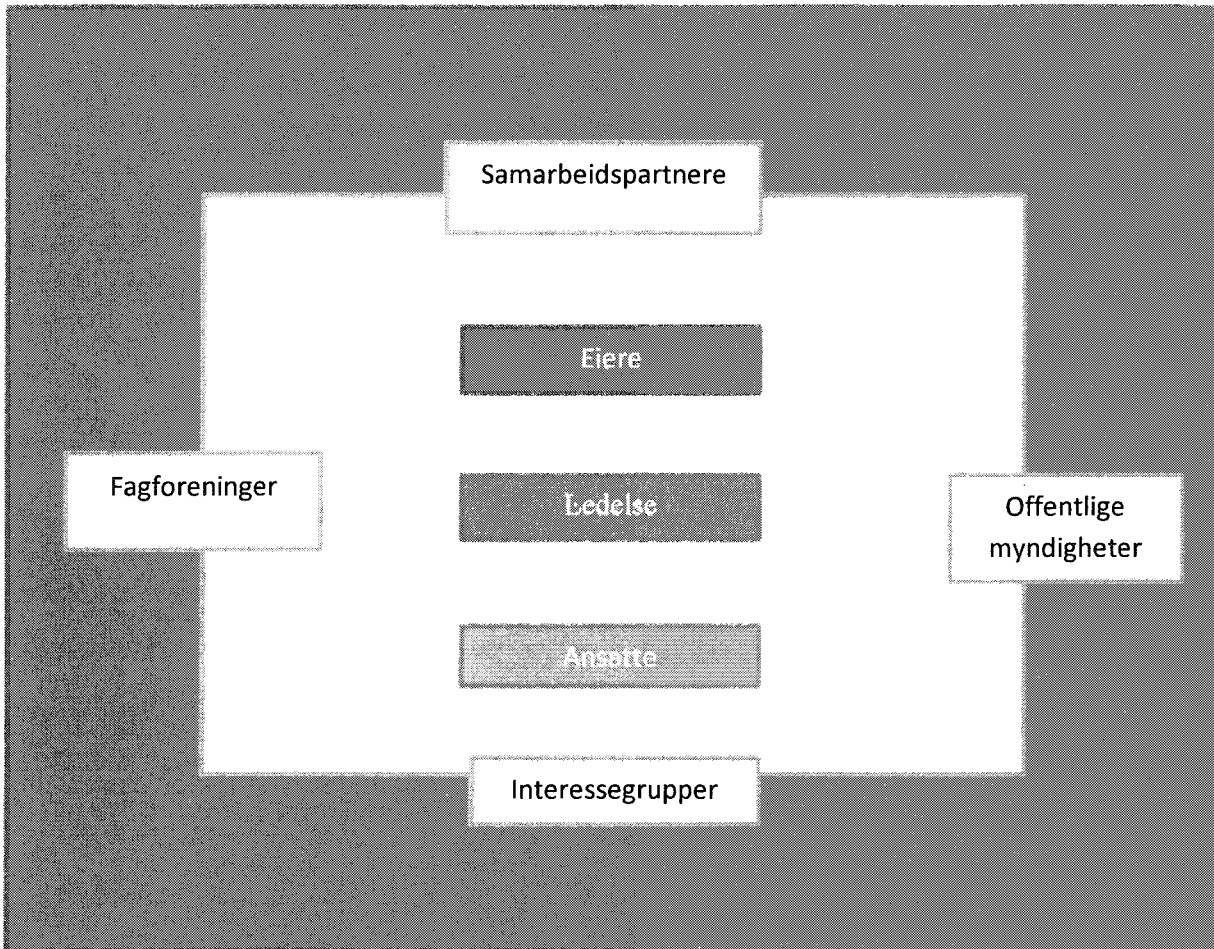 Samarbeidspartnere
Eiere
Fagforeninger
Ledelse
Offentlige
myndigheter
Ansatte
Interessegrupper